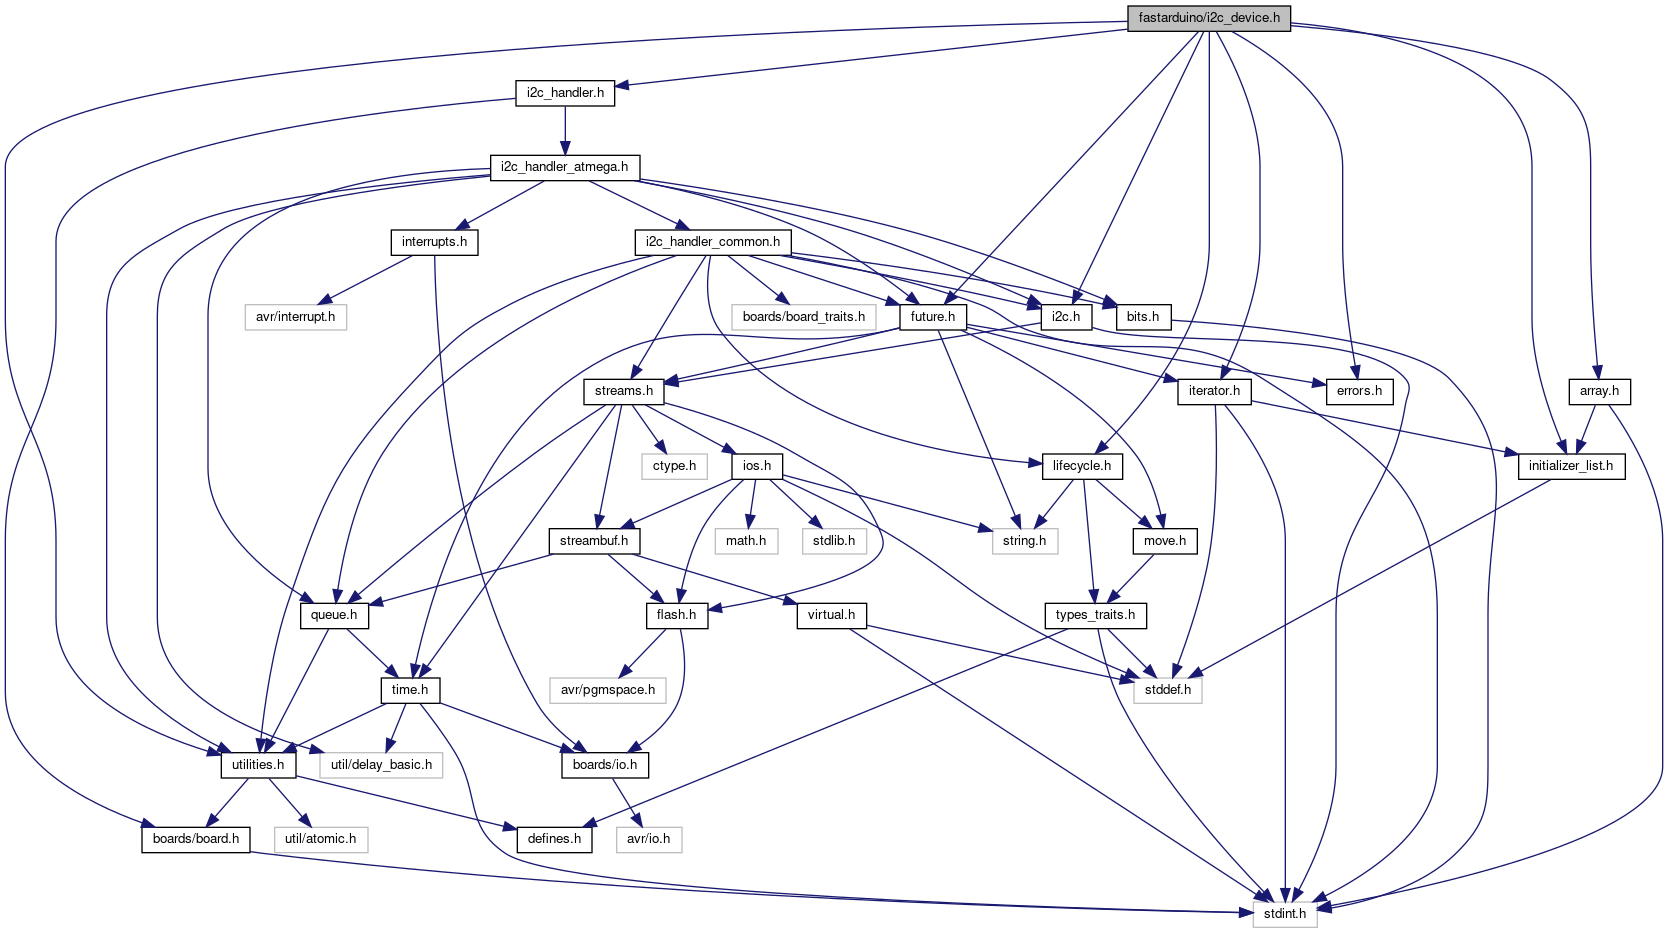 fastarduino/i2c_device.h
i2c_handler.h
i2c_handler_atmega.h
interrupts.h
i2c_handler_common.h
avr/interrupt.h
boards/board_traits.h
future.h
i2c.h
bits.h
streams.h
iterator.h
errors.h
array.h
ctype.h
ios.h
lifecycle.h
initializer_list.h
streambuf.h
math.h
stdlib.h
string.h
move.h
queue.h
flash.h
virtual.h
types_traits.h
time.h
avr/pgmspace.h
stddef.h
utilities.h
util/delay_basic.h
boards/io.h
boards/board.h
util/atomic.h
defines.h
avr/io.h
stdint.h